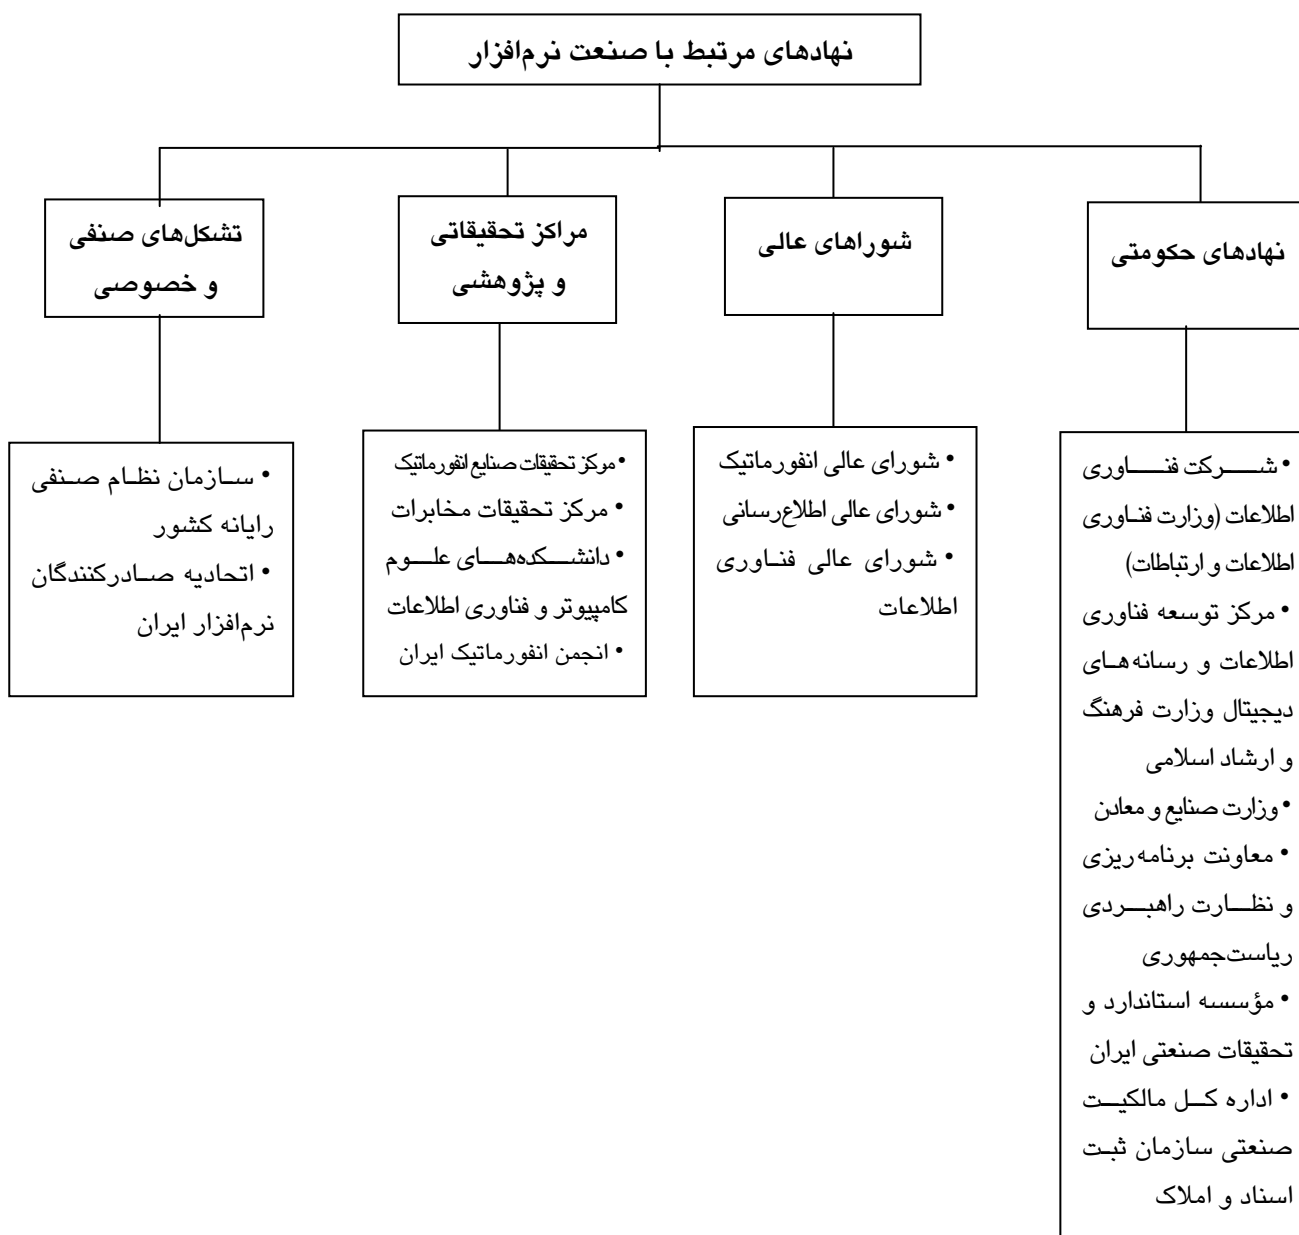 نهادهای مرتبط با صنعت نرم‌افزار
نهادهای حکومتی
شوراهای عالی
مراکز تحقیقاتی
و پژوهشی
تشکل‌های صنفی
و خصوصی
• شرکت فناوری
اطلاعات (وزارت فناوری
اطلاعات و ارتباطات)
• مرکز توسعه فناوری
اطلاعات و رسانه‌های
دیجیتال وزارت فرهنگ
و ارشاد اسلامی
• وزارت صنایع و معادن
• معاونت برنامه‌ریزی
و نظارت راهبردی
ریاست‌جمهوری
• مؤسسه استاندارد و
تحقیقات صنعتی ایران
• اداره کل مالکیت
صنعتی سازمان ثبت
اسناد و املاک
• شورای عالی انفورماتیک
• شورای عالی اطلاع‌رسانی
• شورای عالی فناوری
اطلاعات
• مرکز تحقیقات صنایع انفورماتیک
• مرکز تحقیقات مخابرات
• دانشکده‌های علوم
کامپیوتر و فناوری اطلاعات
• انجمن انفورماتیک ایران
• سازمان نظام صنفی
رایانه کشور
• اتحادیه صادرکنندگان
نرم‌افزار ایران